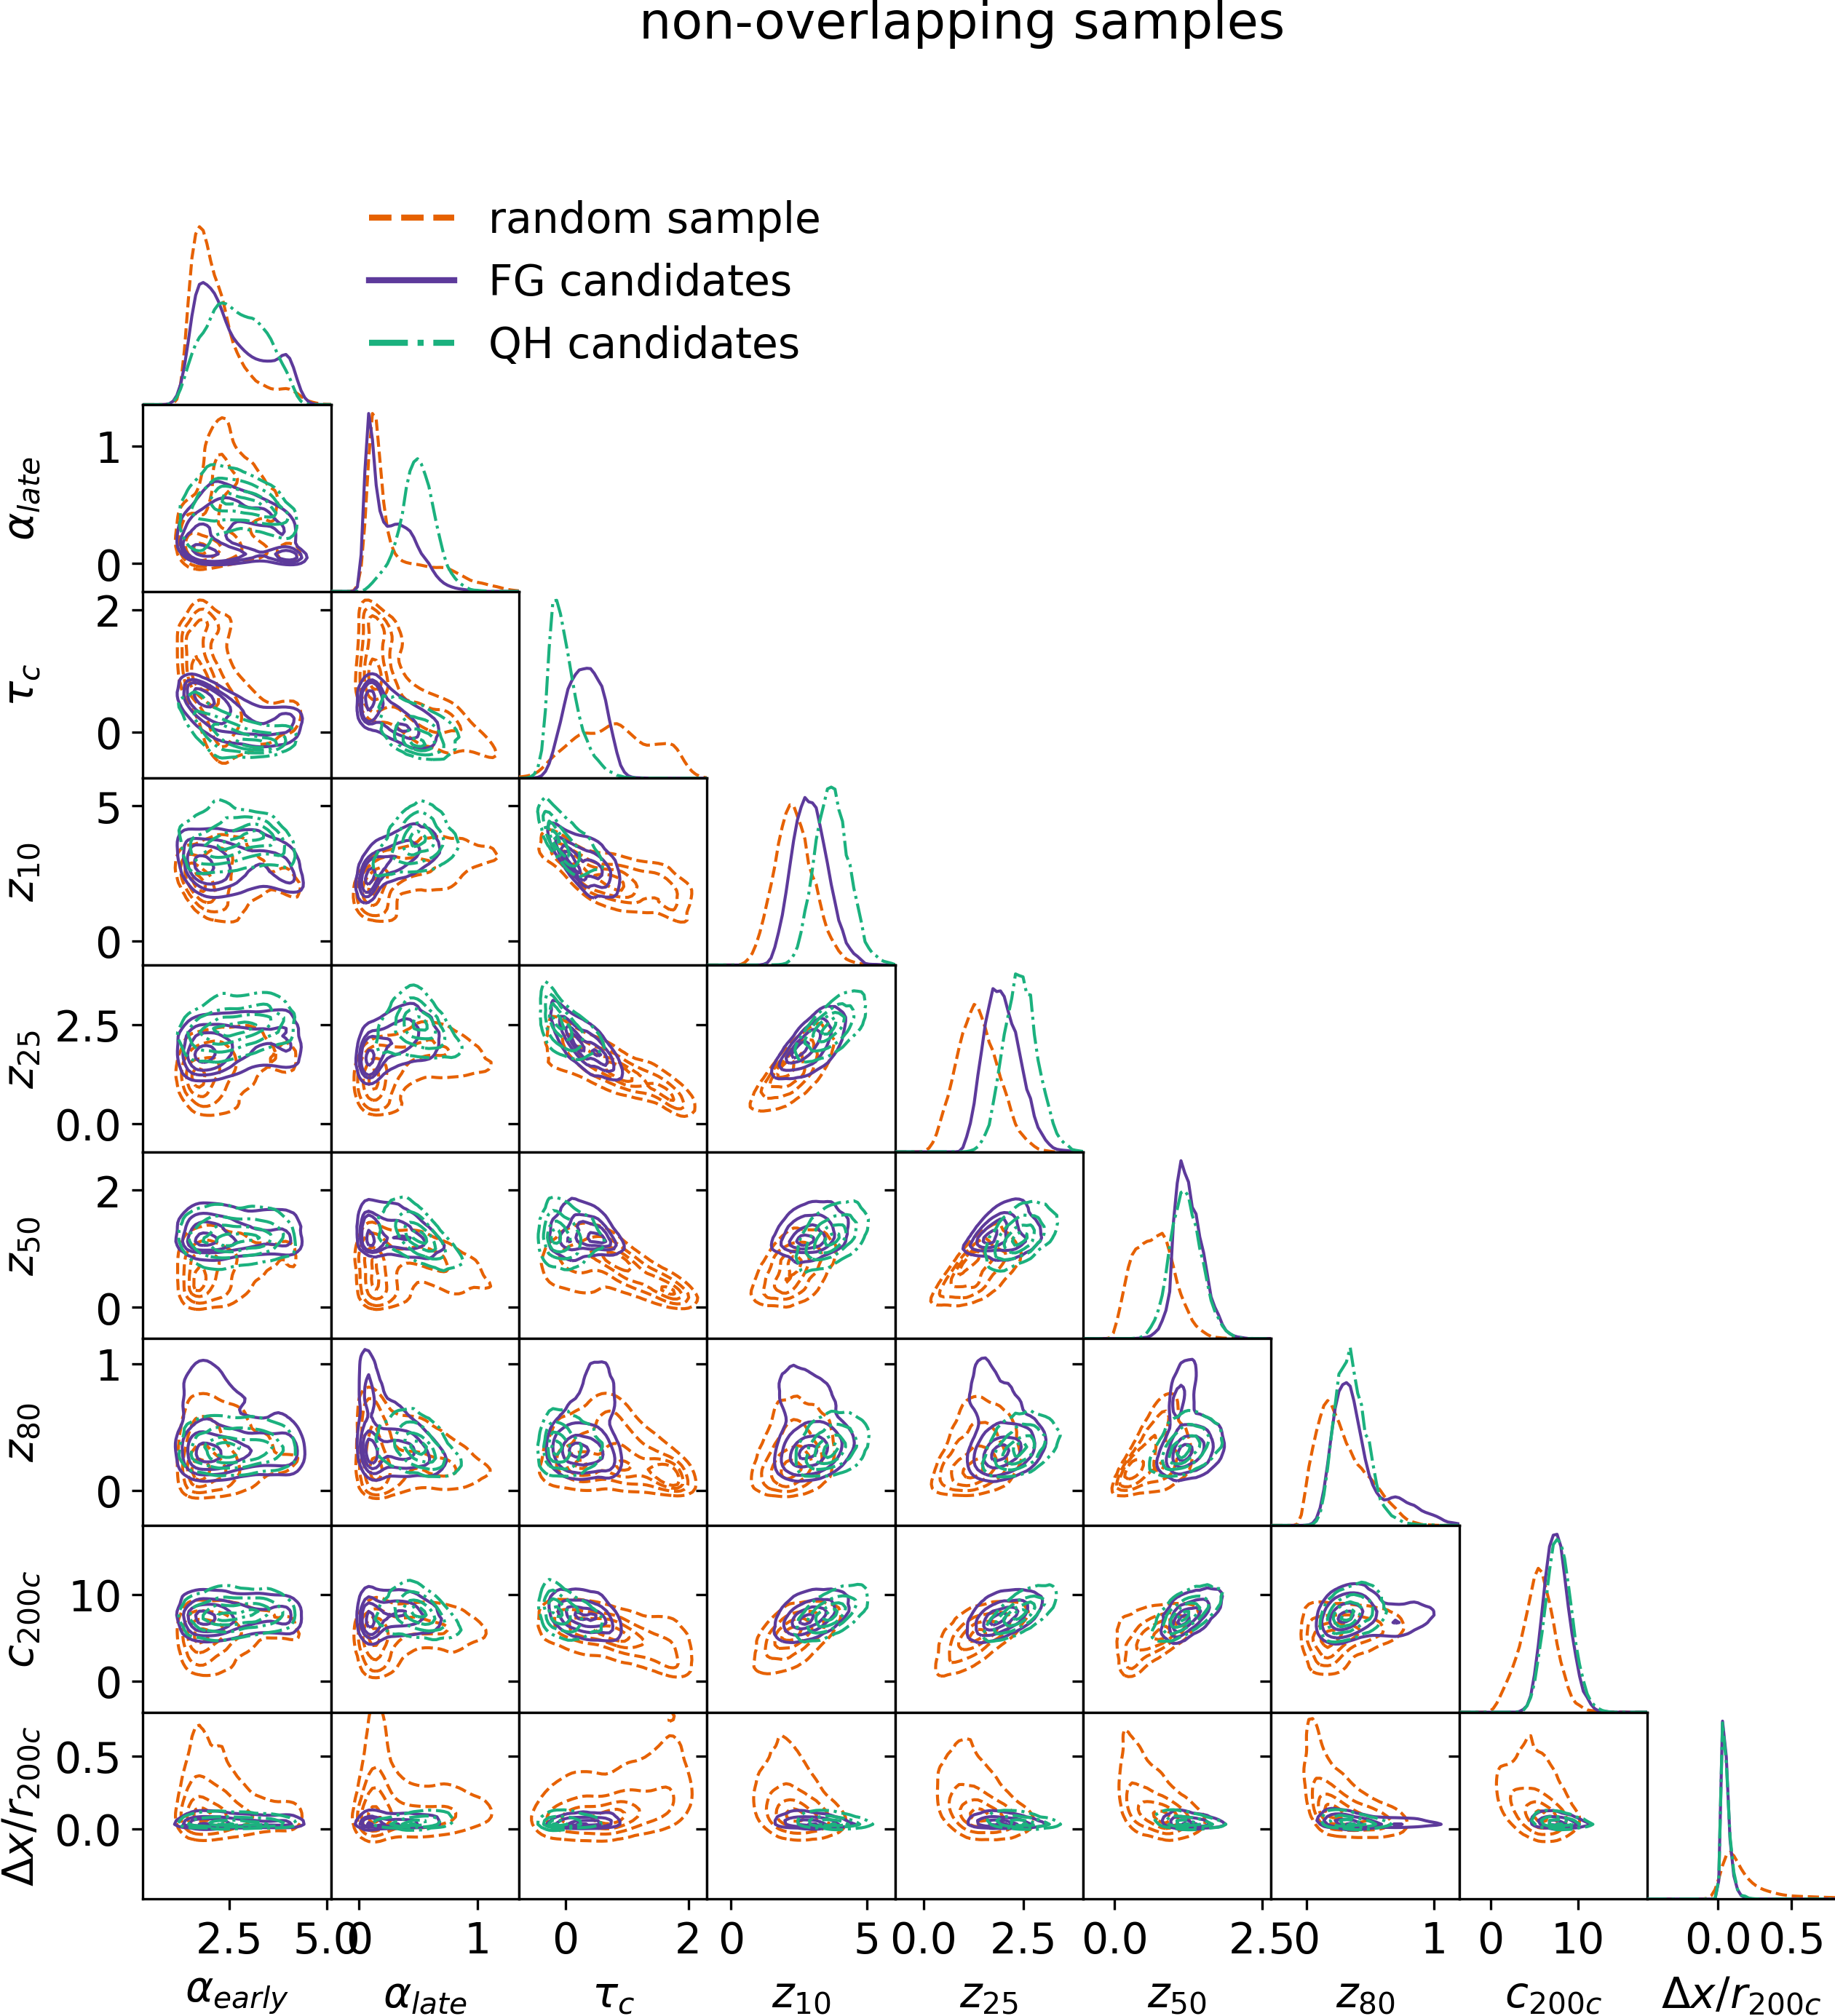 non-overlapping samples
random sample
FG candidates
QH candidates
α_late
1
0
τ_c
2
0
z_10
5
0
z_25
2.5
0.0
z_50
2
0
z_80
1
0
c_200c
10
0
Δx/r_200c
0.5
0.0
2.5 5.0 0 1 0 2 0 5 0.0 2.5 0.0 2.5 0 1 0 10 0.0 0.5
α_early α_late τ_c z_10 z_25 z_50 z_80 c_200c Δx/r_200c